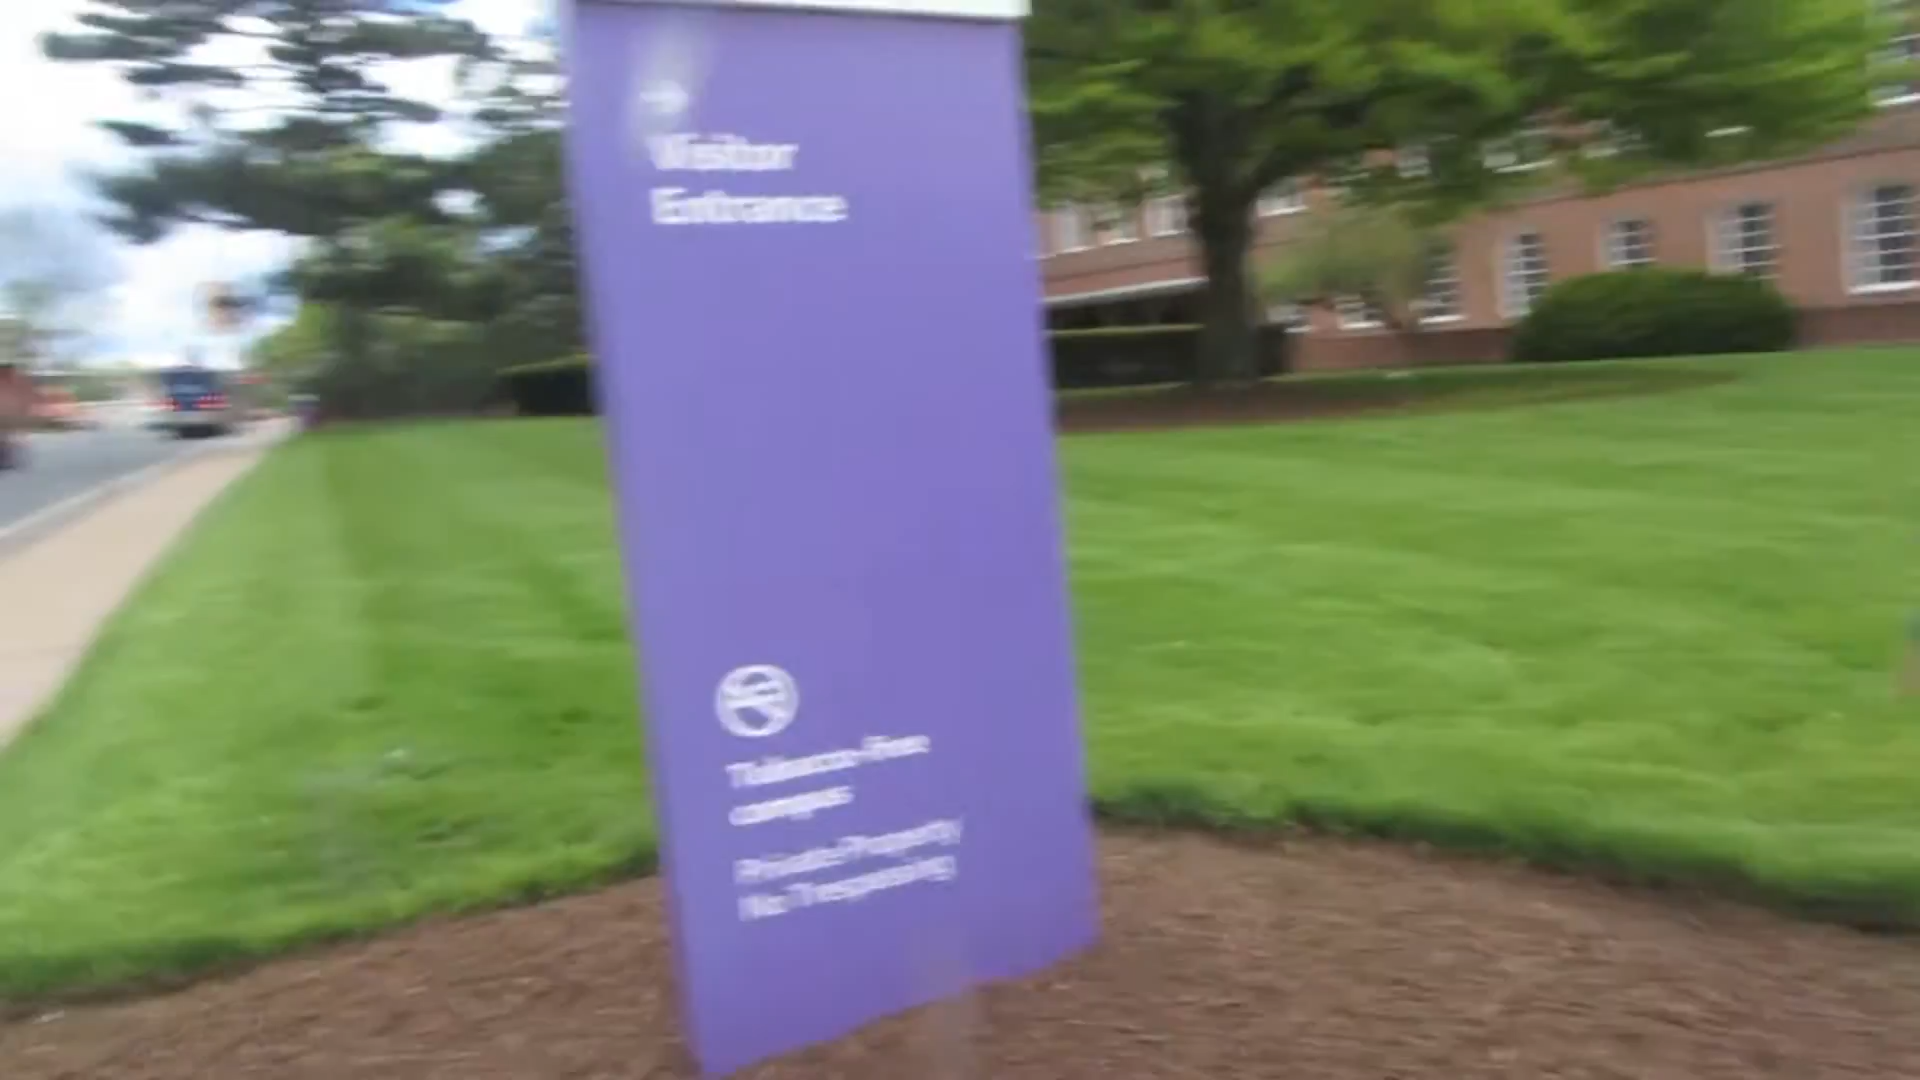 Visitor
Entrance
Tobacco-Free
campus
Private Property
No Trespassing